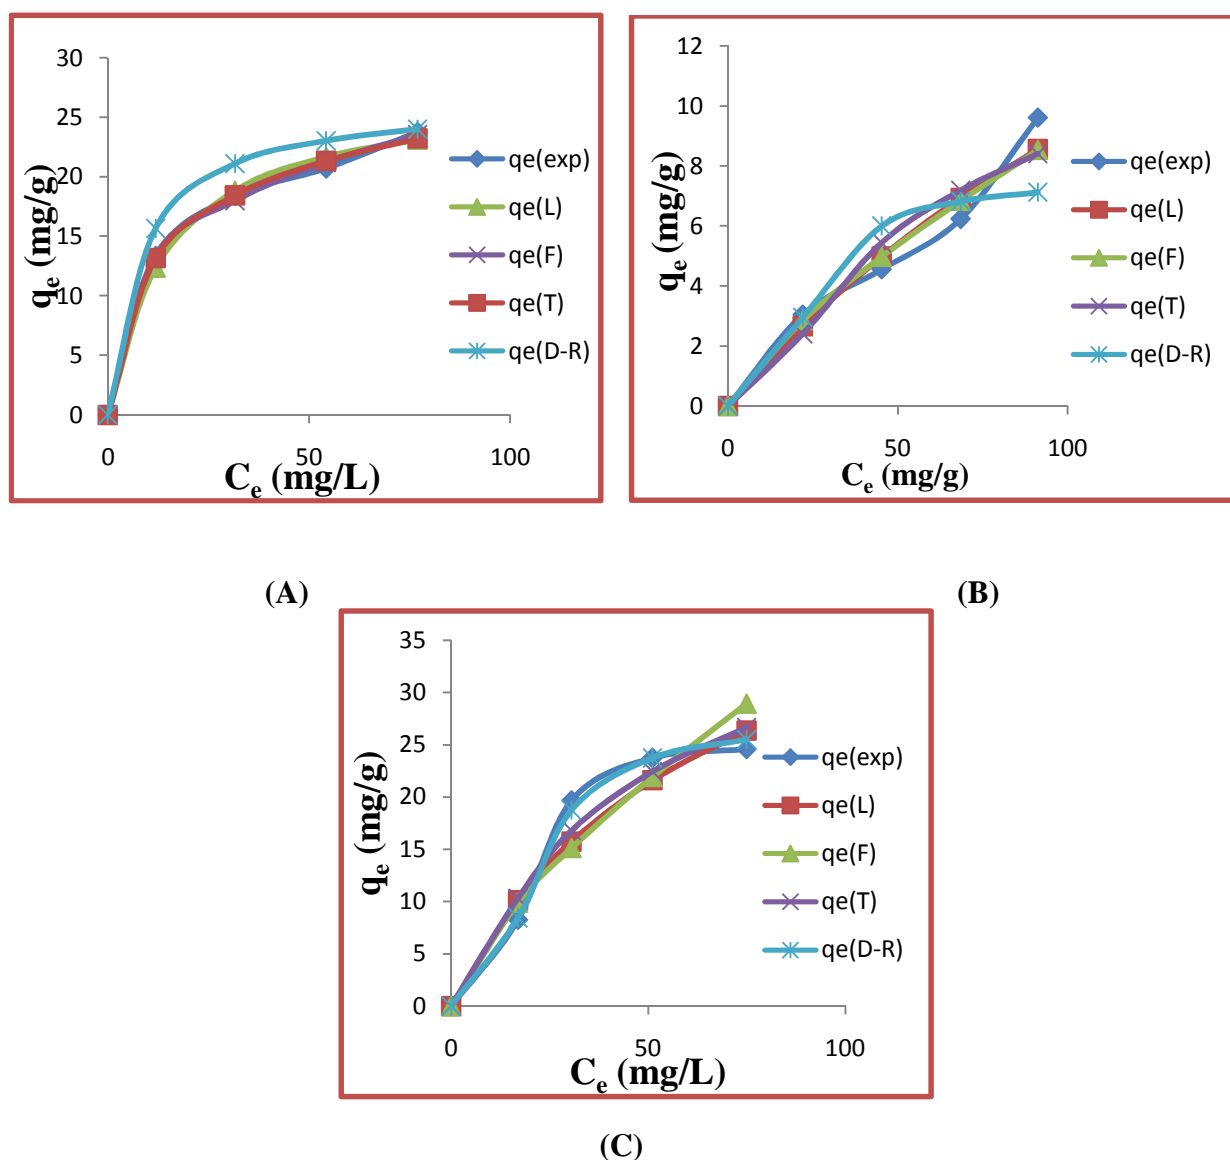 30
25
20
15
10
5
0
qe (mg/g)
0 50 100
Ce (mg/L)
qe(exp)
qe(L)
qe(F)
qe(T)
qe(D-R)
(A)
12
10
8
6
4
2
0
qe (mg/g)
0 50 100
Ce (mg/g)
qe(exp)
qe(L)
qe(F)
qe(T)
qe(D-R)
(B)
35
30
25
20
15
10
5
0
qe (mg/g)
0 50 100
Ce (mg/L)
qe(exp)
qe(L)
qe(F)
qe(T)
qe(D-R)
(C)